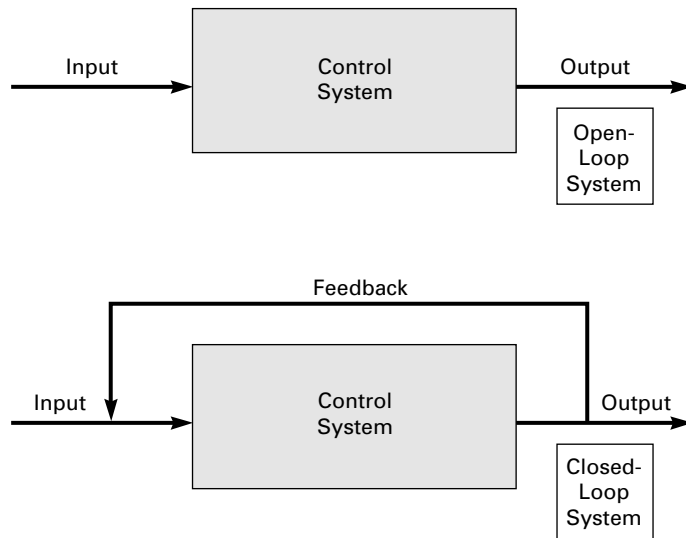 Input
Control
System
Output
Open-
Loop
System
Feedback
Input
Control
System
Output
Closed-
Loop
System